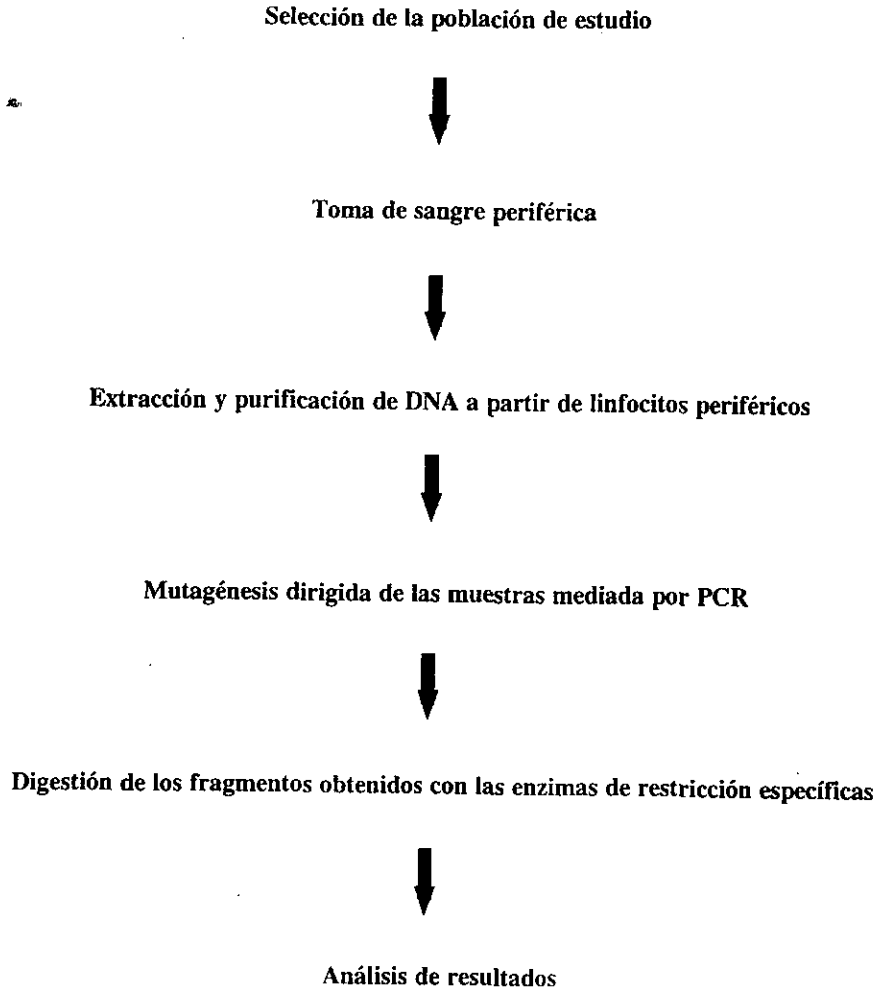 Selección de la población de estudio
Toma de sangre periférica
Extracción y purificación de DNA a partir de linfocitos periféricos
Mutagénesis dirigida de las muestras mediada por PCR
Digestión de los fragmentos obtenidos con las enzimas de restricción específicas
Análisis de resultados